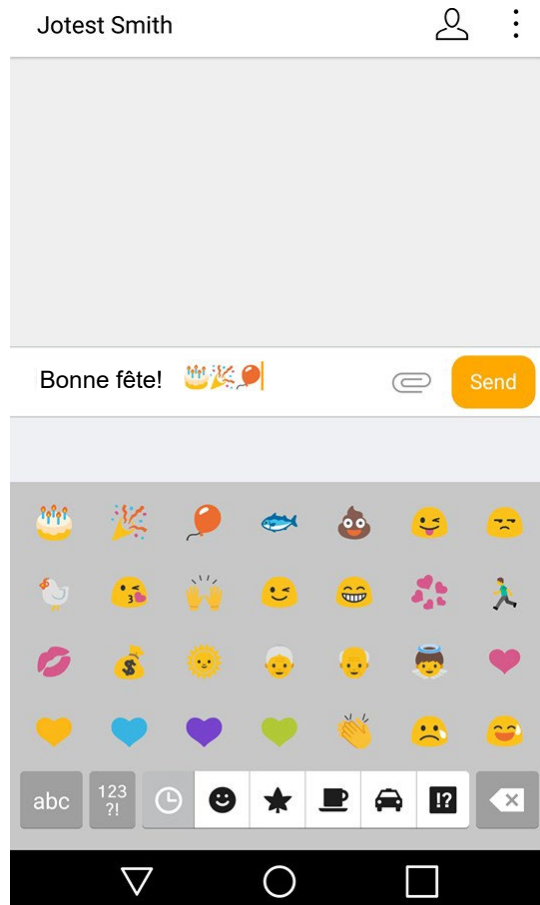 Jotest Smith
Bonne fête! 🎂🎉🎈
Send
abc
123
?!
!?